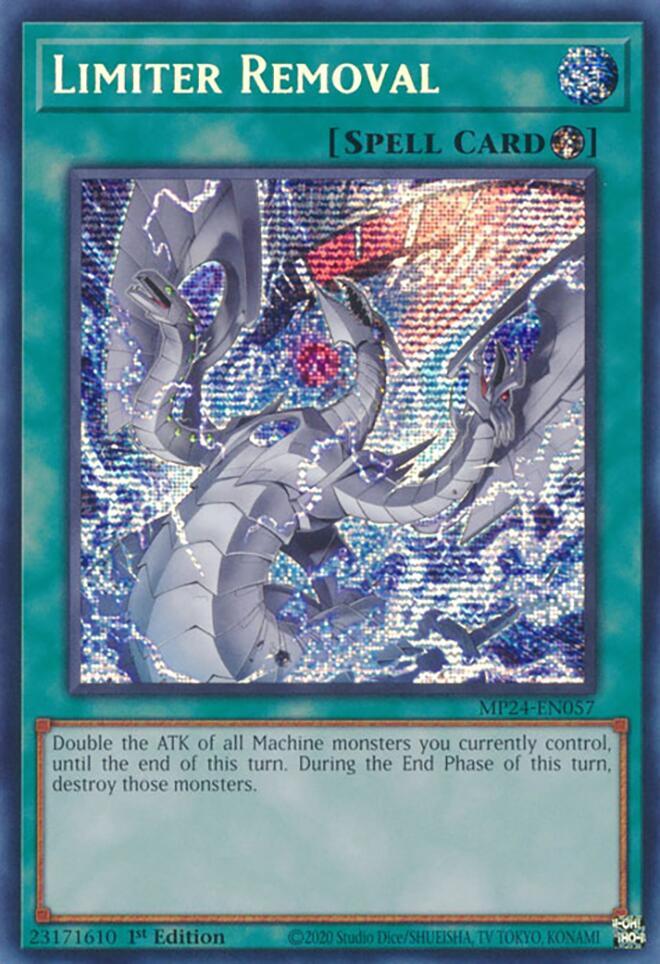 LIMITER REMOVAL
[SPELL CARD]
MP24-EN057
Double the ATK of all Machine monsters you currently control,
until the end of this turn. During the End Phase of this turn,
destroy those monsters.
23171610 1st Edition ©2020 Studio Dice/SHUEISHA, TV TOKYO, KONAMI